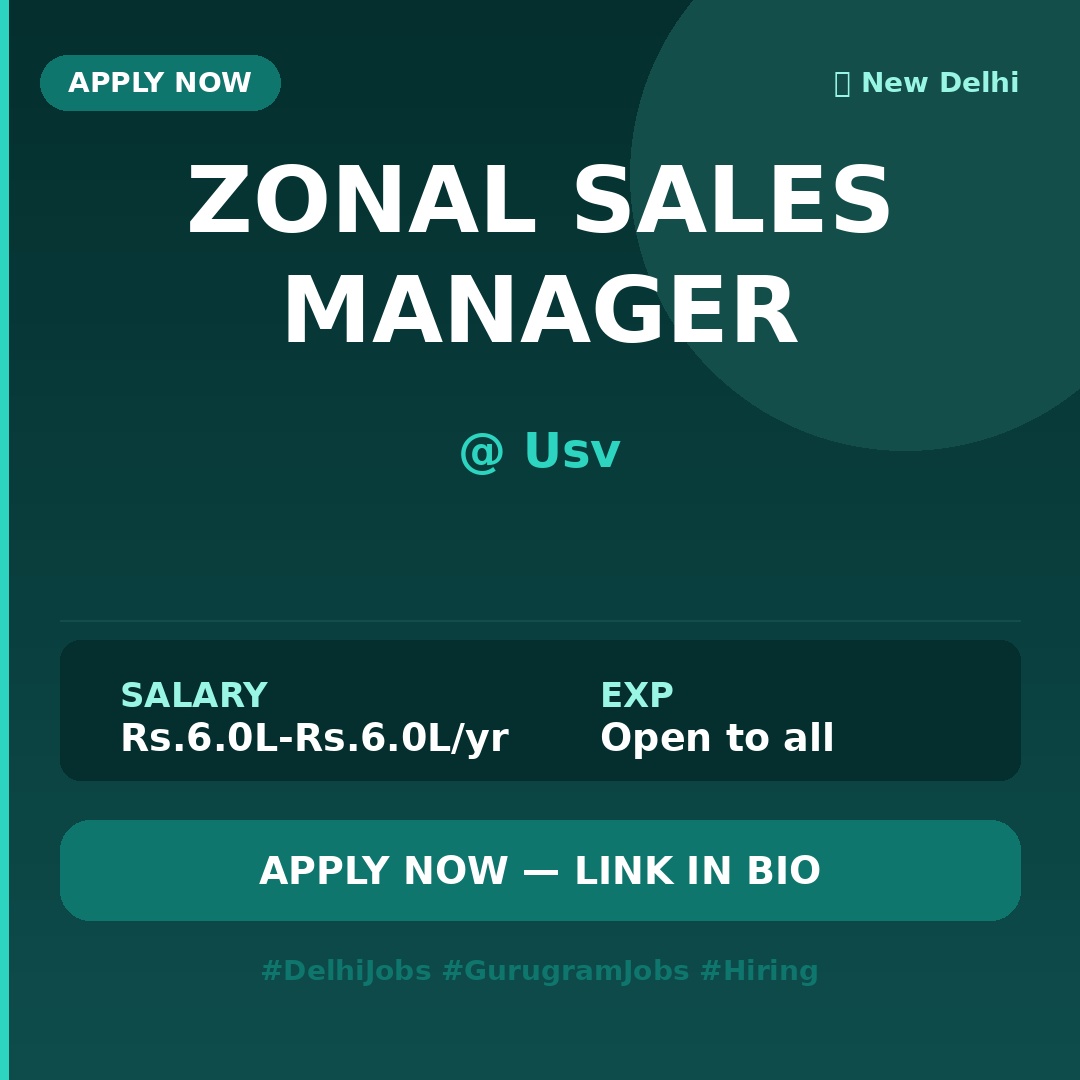 APPLY NOW
New Delhi
ZONAL SALES
MANAGER
@ Usv
SALARY
EXP
Rs.6.0L-Rs.6.0L/yr
Open to all
APPLY NOW — LINK IN BIO
#DelhiJobs #GurugramJobs #Hiring